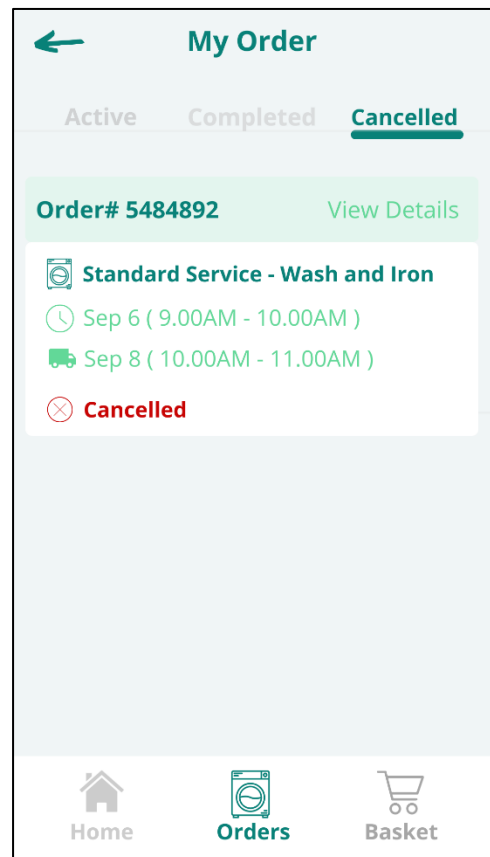 My Order
Active Completed Cancelled
Order# 5484892 View Details
Standard Service - Wash and Iron
Sep 6 ( 9.00AM - 10.00AM )
Sep 8 ( 10.00AM - 11.00AM )
Cancelled
Home Orders Basket